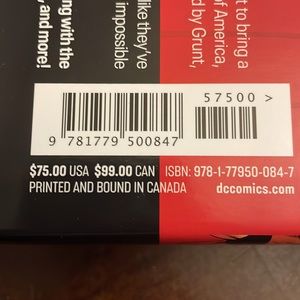 t to bring a
of America,
d by Grunt,
like they've
impossible
ng with the
y and more!
57500 >
9 781779 500847
$75.00 USA $99.00 CAN ISBN: 978-1-77950-084-7
PRINTED AND BOUND IN CANADA dccomics.com